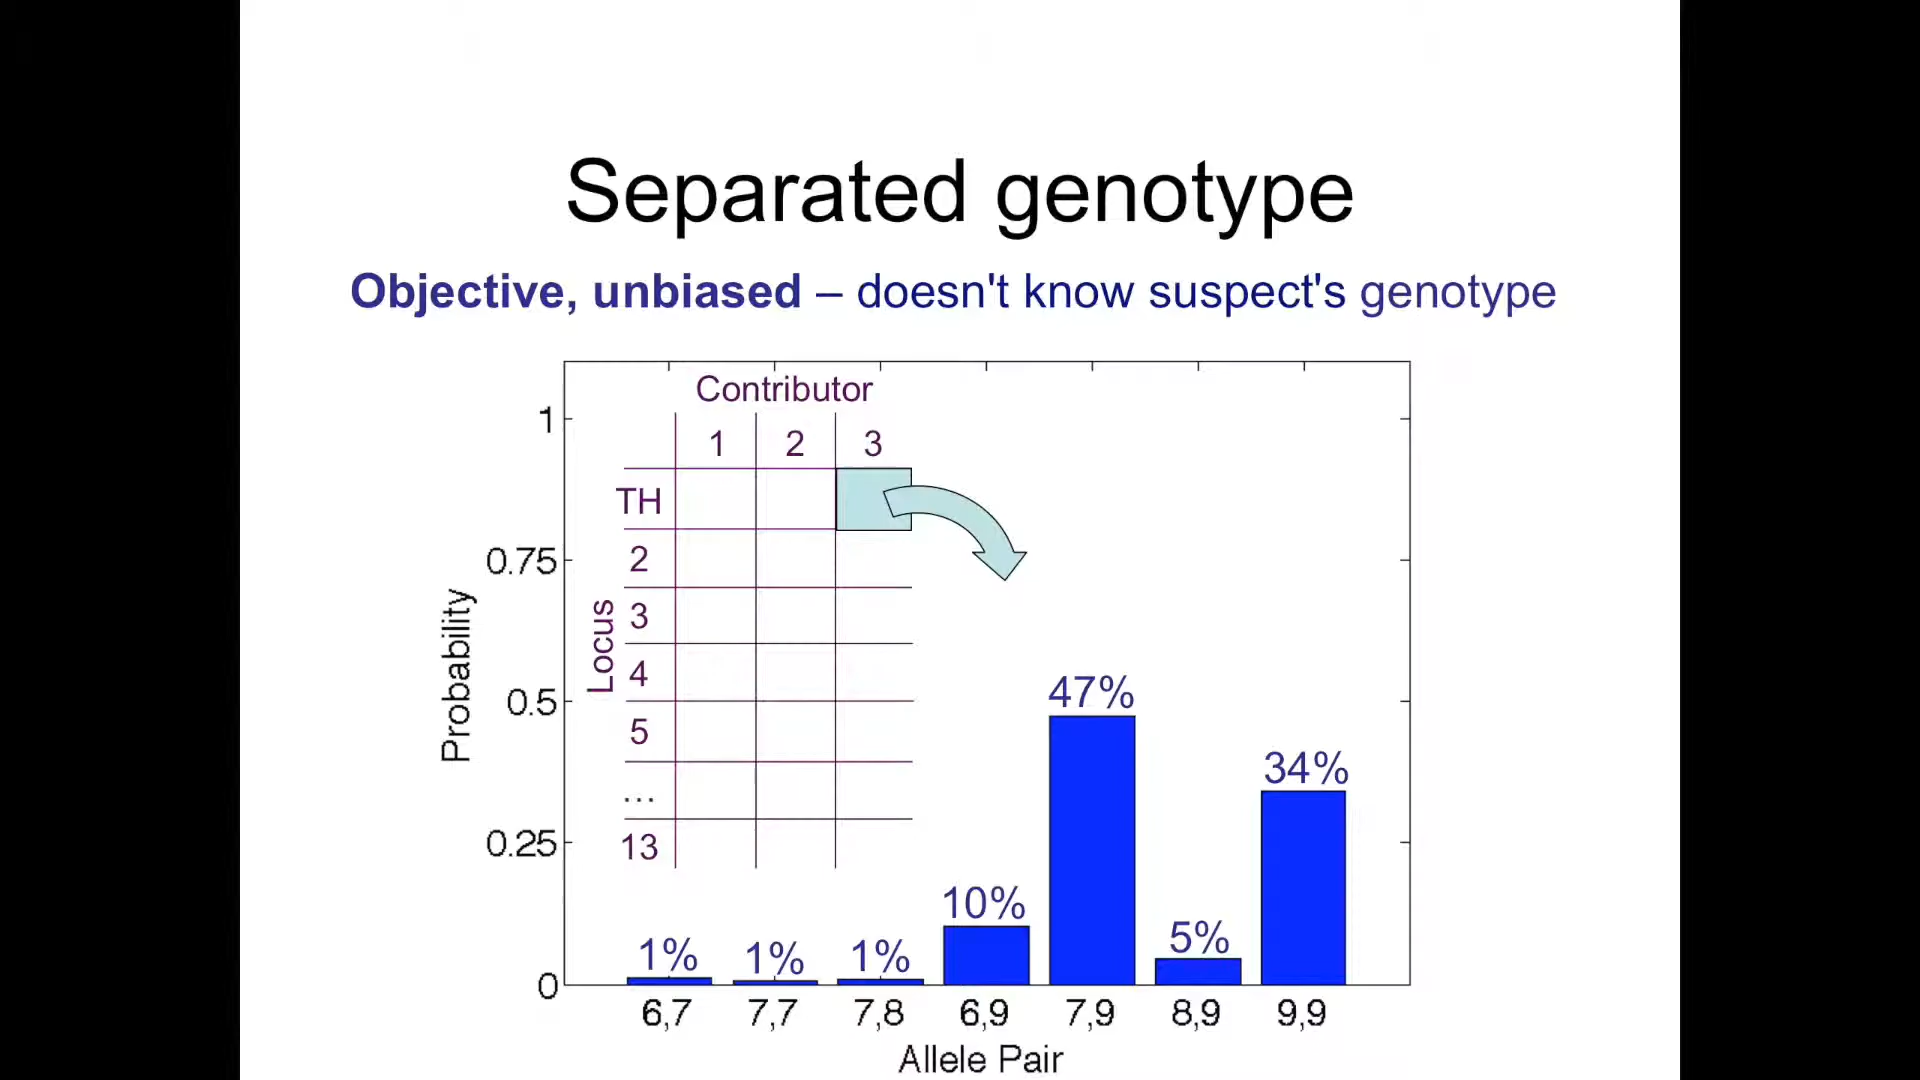 Separated genotype
Objective, unbiased – doesn't know suspect's genotype
Contributor
1 2 3
TH
2
3
4
5
...
13
Locus
Probability
1
0.75
0.5
0.25
0
1%
1%
1%
10%
47%
5%
34%
6,7 7,7 7,8 6,9 7,9 8,9 9,9
Allele Pair